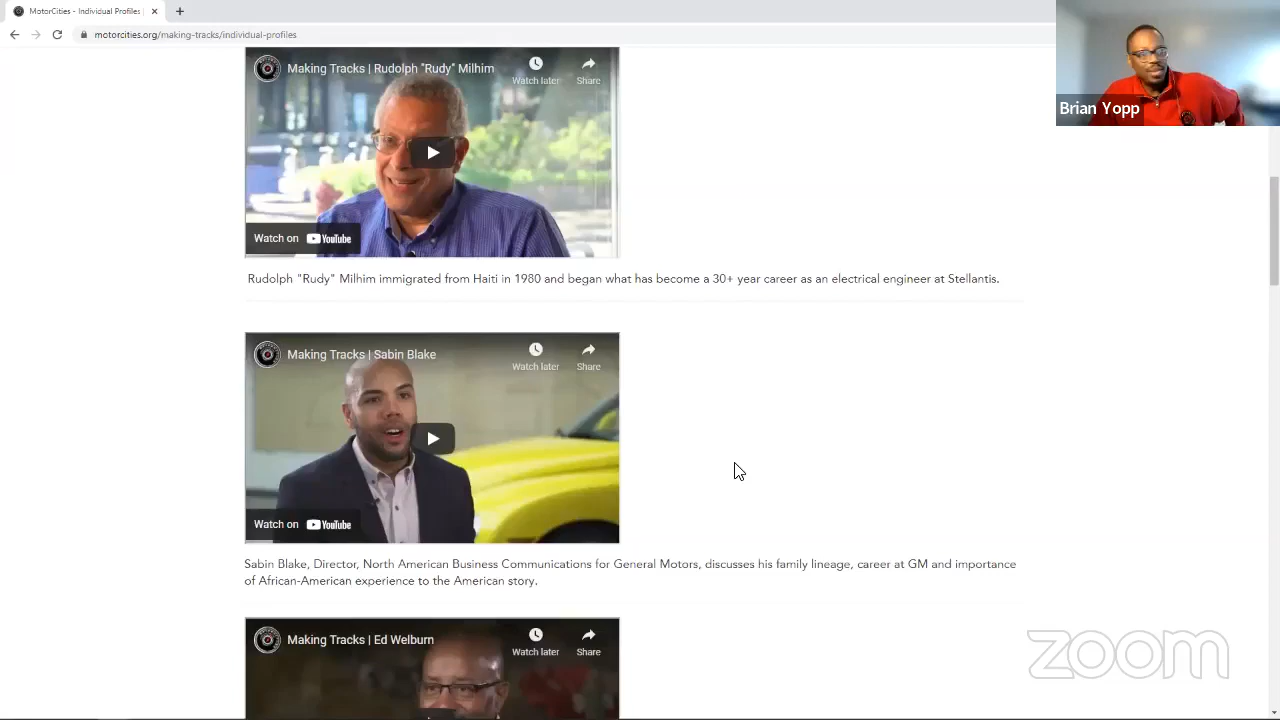 MotorCities - Individual Profiles
motorcities.org/making-tracks/individual-profiles
Brian Yopp
Making Tracks | Rudolph "Rudy" Milhim
Watch later
Share
Watch on YouTube
Rudolph "Rudy" Milhim immigrated from Haiti in 1980 and began what has become a 30+ year career as an electrical engineer at Stellantis.
Making Tracks | Sabin Blake
Watch later
Share
Watch on YouTube
Sabin Blake, Director, North American Business Communications for General Motors, discusses his family lineage, career at GM and importance
of African-American experience to the American story.
Making Tracks | Ed Welburn
Watch later
Share
zoom